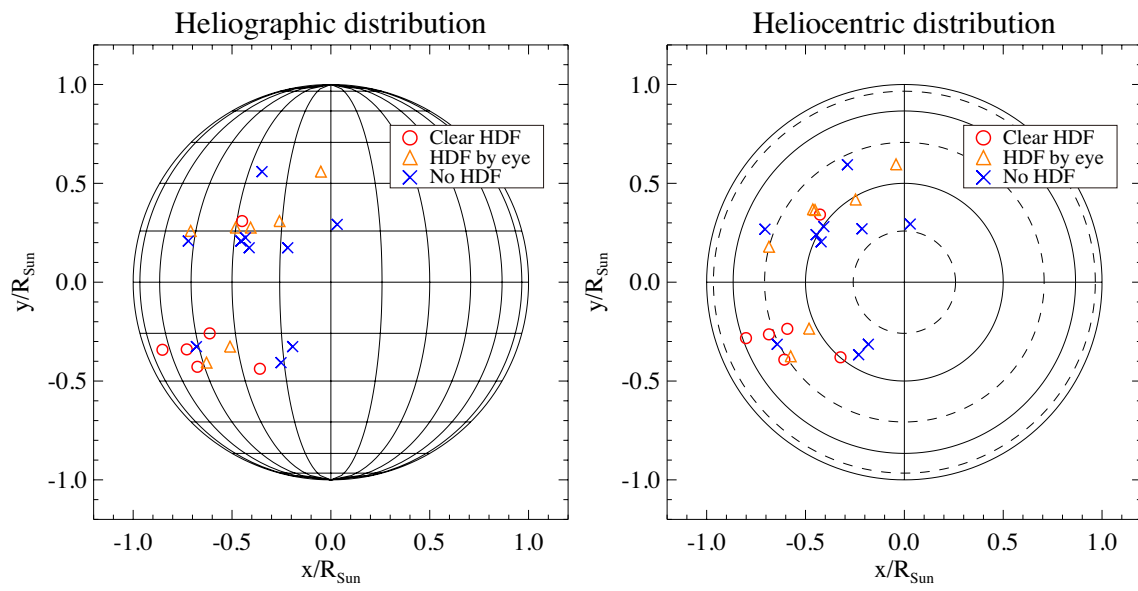 Heliographic distribution
1.0
0.5
0.0
-0.5
-1.0
y/R_Sun
Clear HDF
HDF by eye
No HDF
-1.0 -0.5 0.0 0.5 1.0
x/R_Sun
Heliocentric distribution
1.0
0.5
0.0
-0.5
-1.0
y/R_Sun
Clear HDF
HDF by eye
No HDF
-1.0 -0.5 0.0 0.5 1.0
x/R_Sun